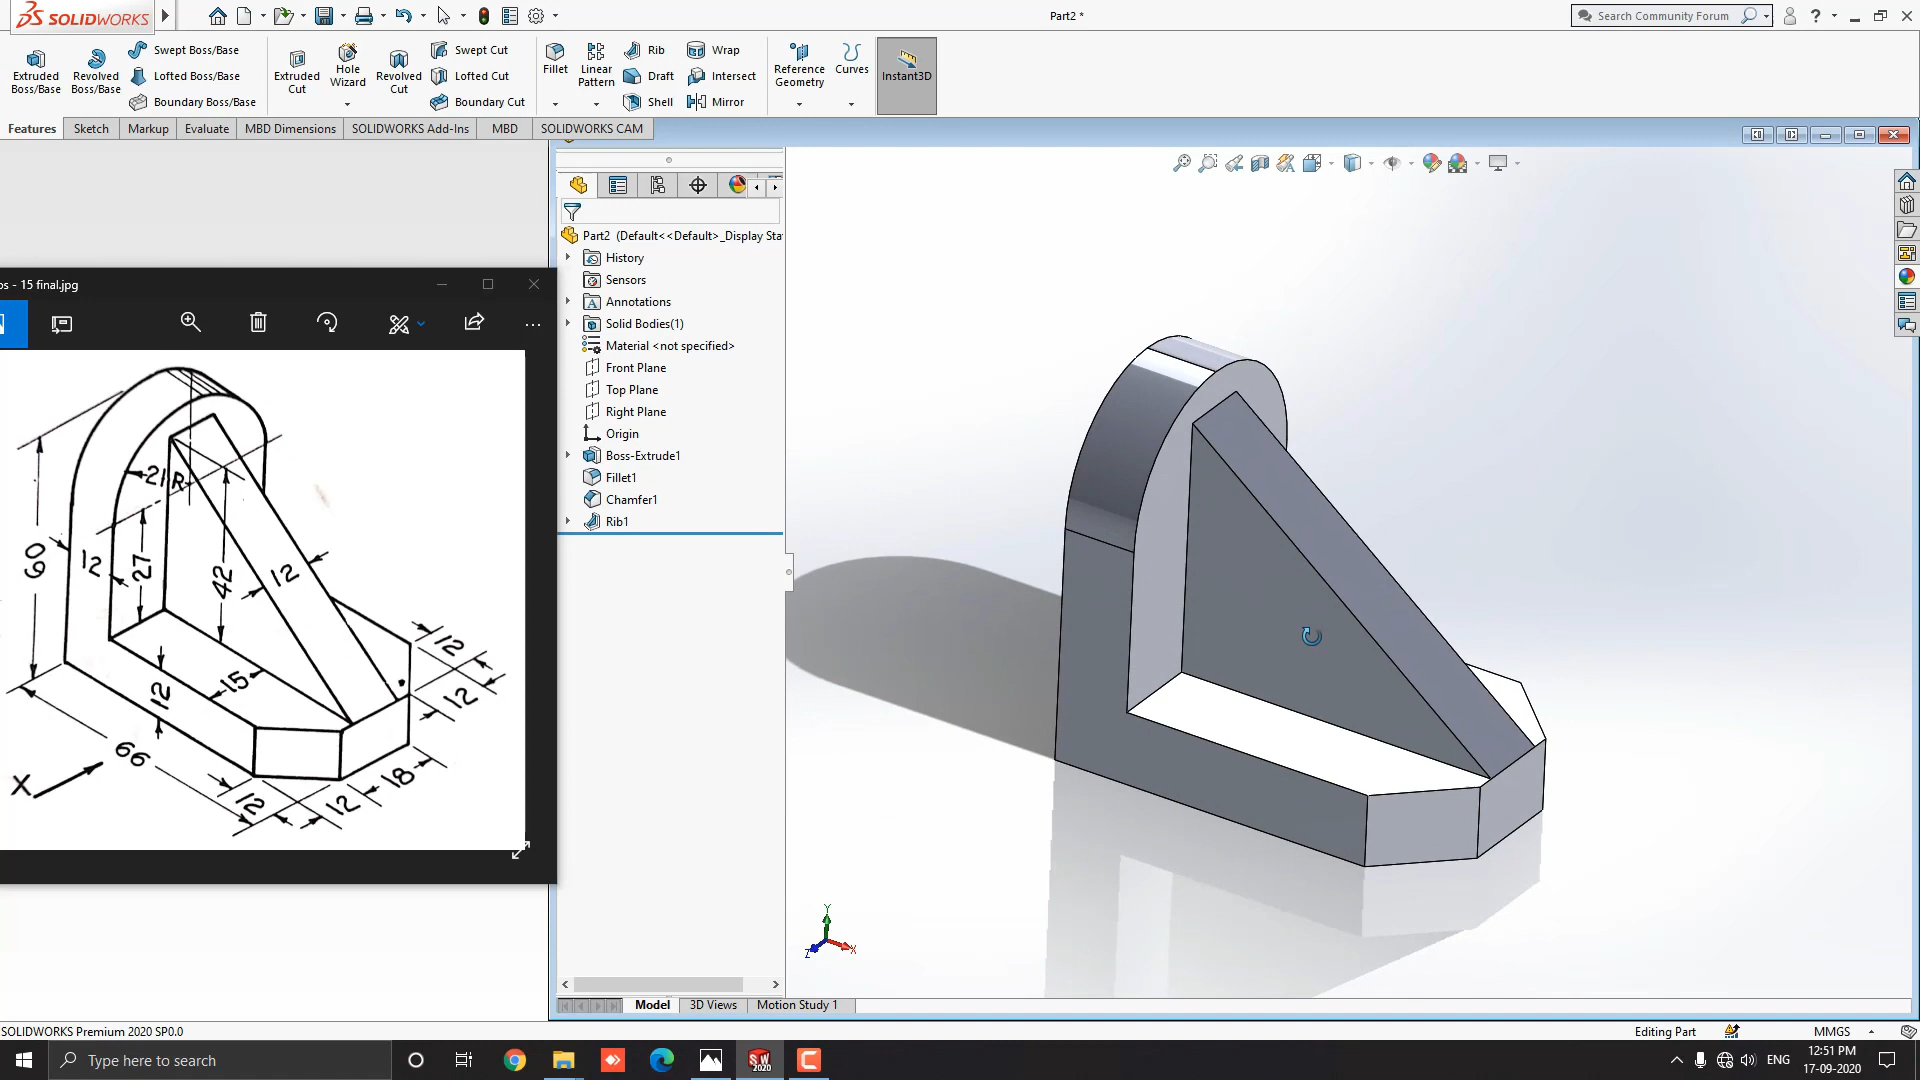 SOLIDWORKS
Part2 *
Search Community Forum
Extruded Boss/Base
Revolved Boss/Base
Swept Boss/Base
Lofted Boss/Base
Boundary Boss/Base
Extruded Cut
Hole Wizard
Revolved Cut
Swept Cut
Lofted Cut
Boundary Cut
Fillet
Linear Pattern
Rib
Draft
Shell
Wrap
Intersect
Mirror
Reference Geometry
Curves
Instant3D
Features
Sketch
Markup
Evaluate
MBD Dimensions
SOLIDWORKS Add-Ins
MBD
SOLIDWORKS CAM
Part2 (Default<<Default>_Display Sta
History
Sensors
Annotations
Solid Bodies(1)
Material <not specified>
Front Plane
Top Plane
Right Plane
Origin
Boss-Extrude1
Fillet1
Chamfer1
Rib1
os - 15 final.jpg
21R
60
12
27
42
12
12
12
15
12
66
X
12
12
18
Y
X
Z
Model
3D Views
Motion Study 1
SOLIDWORKS Premium 2020 SP0.0
Editing Part
MMGS
Type here to search
SW
2020
ENG
12:51 PM
17-09-2020